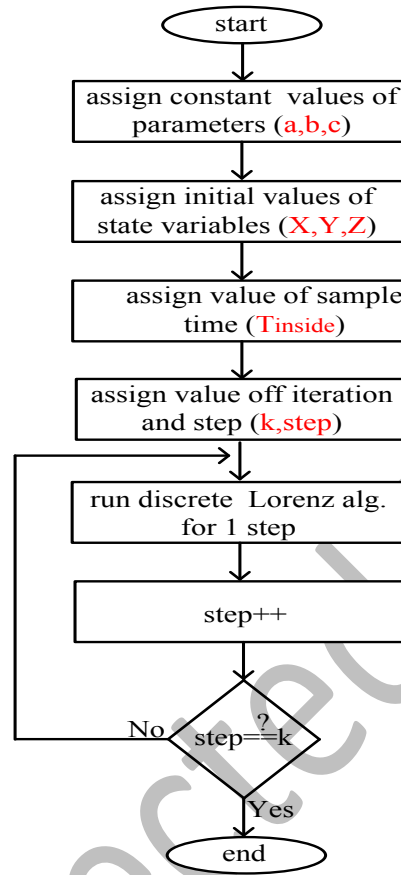 start
assign constant values of
parameters (a,b,c)
assign initial values of
state variables (X,Y,Z)
assign value of sample
time (Tinside)
assign value off iteration
and step (k,step)
run discrete Lorenz alg.
for 1 step
step++
?
step==k
No
Yes
end